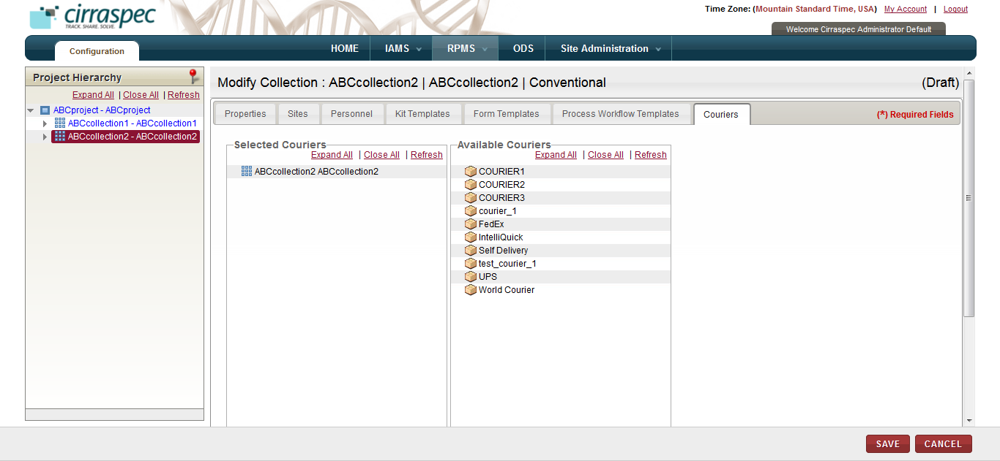 cirraspec
TRACK. SHARE. SOLVE.
Time Zone: (Mountain Standard Time, USA) My Account | Logout
Welcome Cirraspec Administrator Default
Configuration
HOME IAMS RPMS ODS Site Administration
Project Hierarchy
Expand All | Close All | Refresh
ABCproject - ABCproject
ABCcollection1 - ABCcollection1
ABCcollection2 - ABCcollection2
Modify Collection : ABCcollection2 | ABCcollection2 | Conventional (Draft)
Properties Sites Personnel Kit Templates Form Templates Process Workflow Templates Couriers (*) Required Fields
Selected Couriers
Expand All | Close All | Refresh
ABCcollection2 ABCcollection2
Available Couriers
Expand All | Close All | Refresh
COURIER1
COURIER2
COURIER3
courier_1
FedEx
IntelliQuick
Self Delivery
test_courier_1
UPS
World Courier
SAVE CANCEL